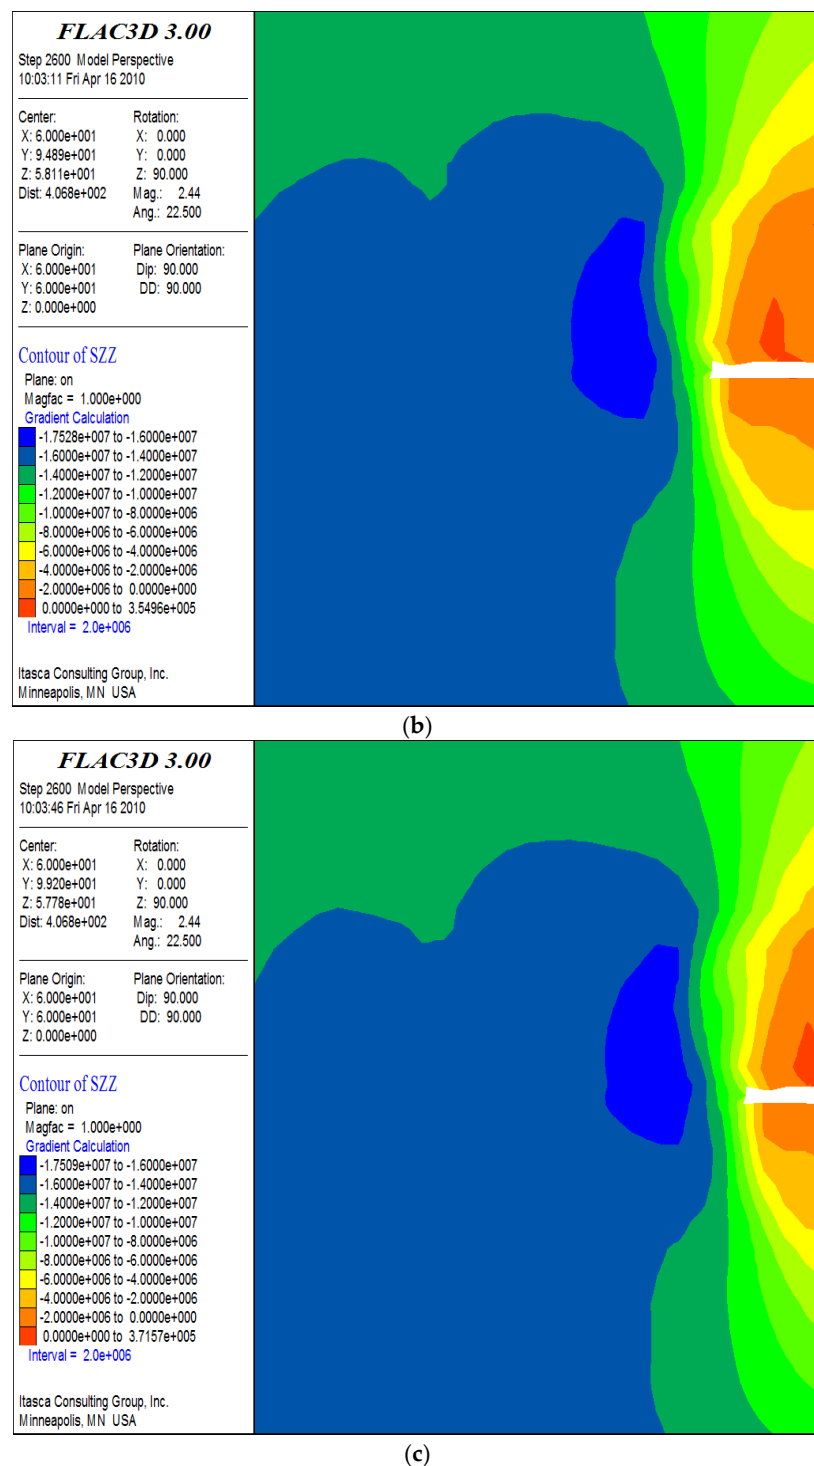 FLAC3D 3.00
Step 2600 Model Perspective
10:03:11 Fri Apr 16 2010
Center: Rotation:
X: 6.000e+001 X: 0.000
Y: 9.489e+001 Y: 0.000
Z: 5.811e+001 Z: 90.000
Dist: 4.068e+002 Mag.: 2.44
Ang.: 22.500
Plane Origin: Plane Orientation:
X: 6.000e+001 Dip: 90.000
Y: 6.000e+001 DD: 90.000
Z: 0.000e+000
Contour of SZZ
Plane: on
Magfac = 1.000e+000
Gradient Calculation
-1.7528e+007 to -1.6000e+007
-1.6000e+007 to -1.4000e+007
-1.4000e+007 to -1.2000e+007
-1.2000e+007 to -1.0000e+007
-1.0000e+007 to -8.0000e+006
-8.0000e+006 to -6.0000e+006
-6.0000e+006 to -4.0000e+006
-4.0000e+006 to -2.0000e+006
-2.0000e+006 to 0.0000e+000
0.0000e+000 to 3.5496e+005
Interval = 2.0e+006
Itasca Consulting Group, Inc.
Minneapolis, MN USA
(b)
FLAC3D 3.00
Step 2600 Model Perspective
10:03:46 Fri Apr 16 2010
Center: Rotation:
X: 6.000e+001 X: 0.000
Y: 9.920e+001 Y: 0.000
Z: 5.778e+001 Z: 90.000
Dist: 4.068e+002 Mag.: 2.44
Ang.: 22.500
Plane Origin: Plane Orientation:
X: 6.000e+001 Dip: 90.000
Y: 6.000e+001 DD: 90.000
Z: 0.000e+000
Contour of SZZ
Plane: on
Magfac = 1.000e+000
Gradient Calculation
-1.7509e+007 to -1.6000e+007
-1.6000e+007 to -1.4000e+007
-1.4000e+007 to -1.2000e+007
-1.2000e+007 to -1.0000e+007
-1.0000e+007 to -8.0000e+006
-8.0000e+006 to -6.0000e+006
-6.0000e+006 to -4.0000e+006
-4.0000e+006 to -2.0000e+006
-2.0000e+006 to 0.0000e+000
0.0000e+000 to 3.7157e+005
Interval = 2.0e+006
Itasca Consulting Group, Inc.
Minneapolis, MN USA
(c)